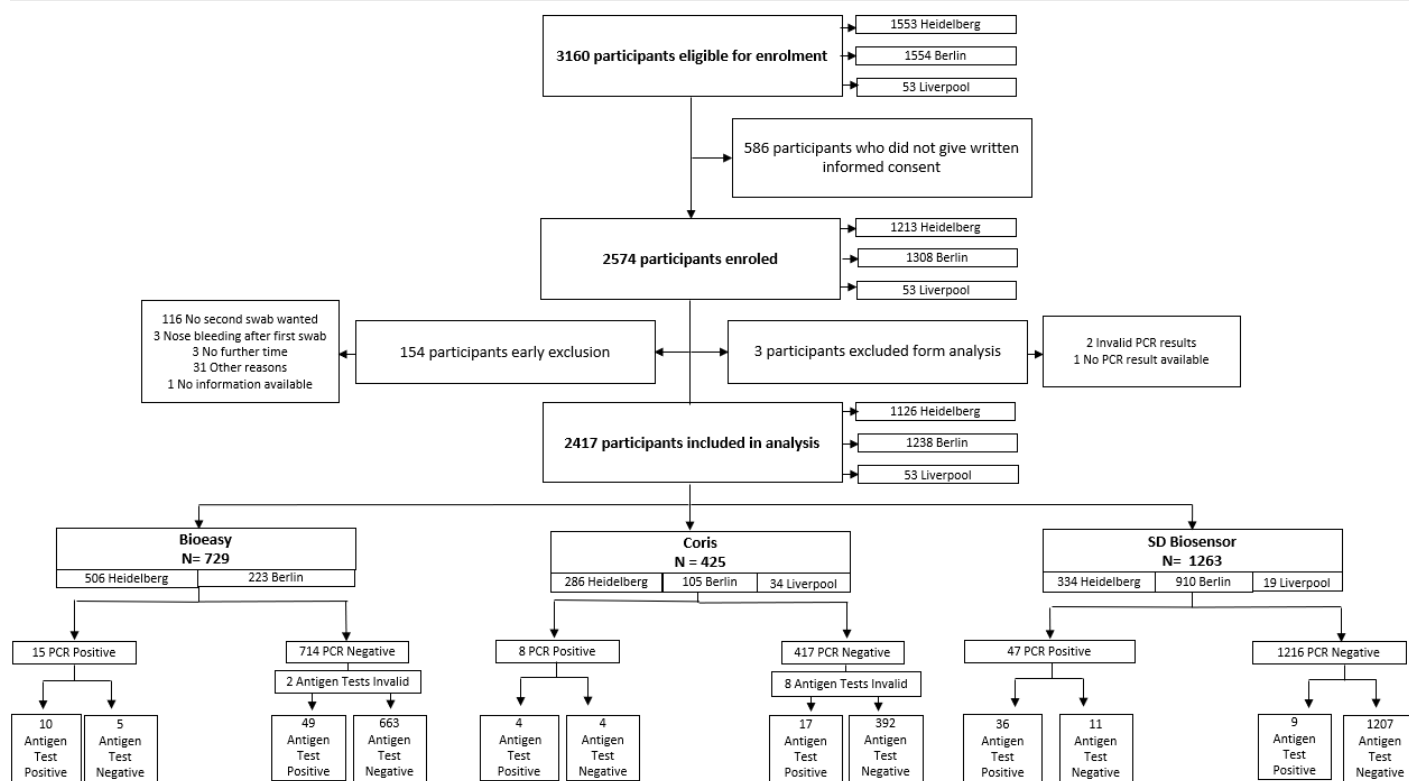 3160 participants eligible for enrolment
1553 Heidelberg
1554 Berlin
53 Liverpool
586 participants who did not give written
informed consent
2574 participants enroled
1213 Heidelberg
1308 Berlin
53 Liverpool
116 No second swab wanted
3 Nose bleeding after first swab
3 No further time
31 Other reasons
1 No information available
154 participants early exclusion
3 participants excluded form analysis
2 Invalid PCR results
1 No PCR result available
2417 participants included in analysis
1126 Heidelberg
1238 Berlin
53 Liverpool
Bioeasy
N= 729
506 Heidelberg
223 Berlin
Coris
N = 425
286 Heidelberg
105 Berlin
34 Liverpool
SD Biosensor
N= 1263
334 Heidelberg
910 Berlin
19 Liverpool
15 PCR Positive
714 PCR Negative
2 Antigen Tests Invalid
8 PCR Positive
417 PCR Negative
8 Antigen Tests Invalid
47 PCR Positive
1216 PCR Negative
10
Antigen
Test
Positive
5
Antigen
Test
Negative
49
Antigen
Test
Positive
663
Antigen
Test
Negative
4
Antigen
Test
Positive
4
Antigen
Test
Negative
17
Antigen
Test
Positive
392
Antigen
Test
Negative
36
Antigen
Test
Positive
11
Antigen
Test
Negative
9
Antigen
Test
Positive
1207
Antigen
Test
Negative